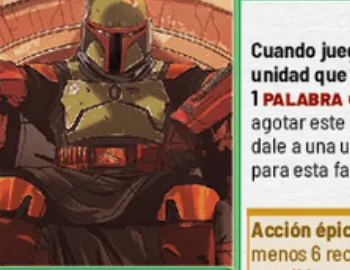 Cuando jueg
unidad que
1 PALABRA
agotar este
dale a una u
para esta fa
Acción épic
menos 6 rec